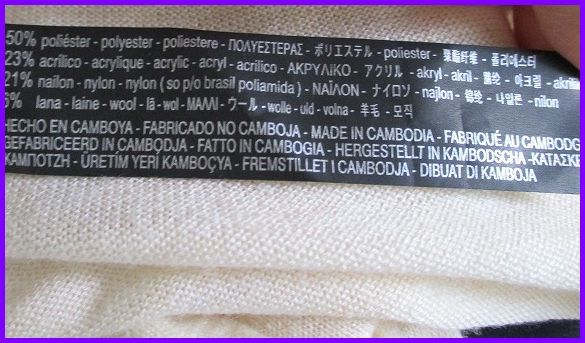 50% poliéster - polyester - poliestere - ΠΟΛΥΕΣΤΕΡΑΣ - ポリエステル - poliester - 聚酯纤维 - 폴리에스터
23% acrílico - acrylique - acrylic - acryl - acrilico - ΑΚΡΥΛιΚΟ - アクリル - akryl - akril - 腈纶 - 아크릴 -
21% nailon - nylon - nylon ( so p/o brasil poliamida ) - ΝΑΪΛΟΝ - ナイロン - najlon - 锦纶 - 나일론 - nilon
6% lana - laine - wool - lã - wol - ΜΑΛΛΙ - ウール - wolle - uld - volna - 羊毛 - 모직
HECHO EN CAMBOYA - FABRICADO NO CAMBOJA - MADE IN CAMBODIA - FABRIQUÉ AU CAMBODG
GEFABRICEERD IN CAMBODJA - FATTO IN CAMBOGIA - HERGESTELLT IN KAMBODSCHA - ΚΑΤΑΣΚΕ
ΚΑΜΠΟΤΖΗ - ÜRETİM YERI KAMBOÇYA - FREMSTILLET I CAMBODJA - DIBUAT DI KAMBOJA